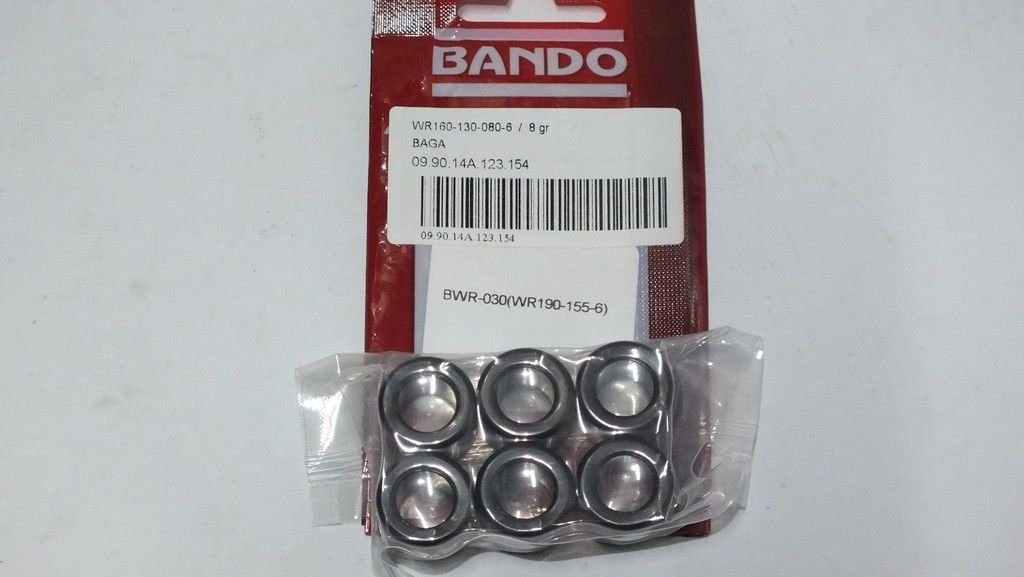 BANDO
WR160-130-080-6 / 8 gr
BAGA
09.90.14A.123.154
09.90.14A.123.154
BWR-030(WR190-155-6)